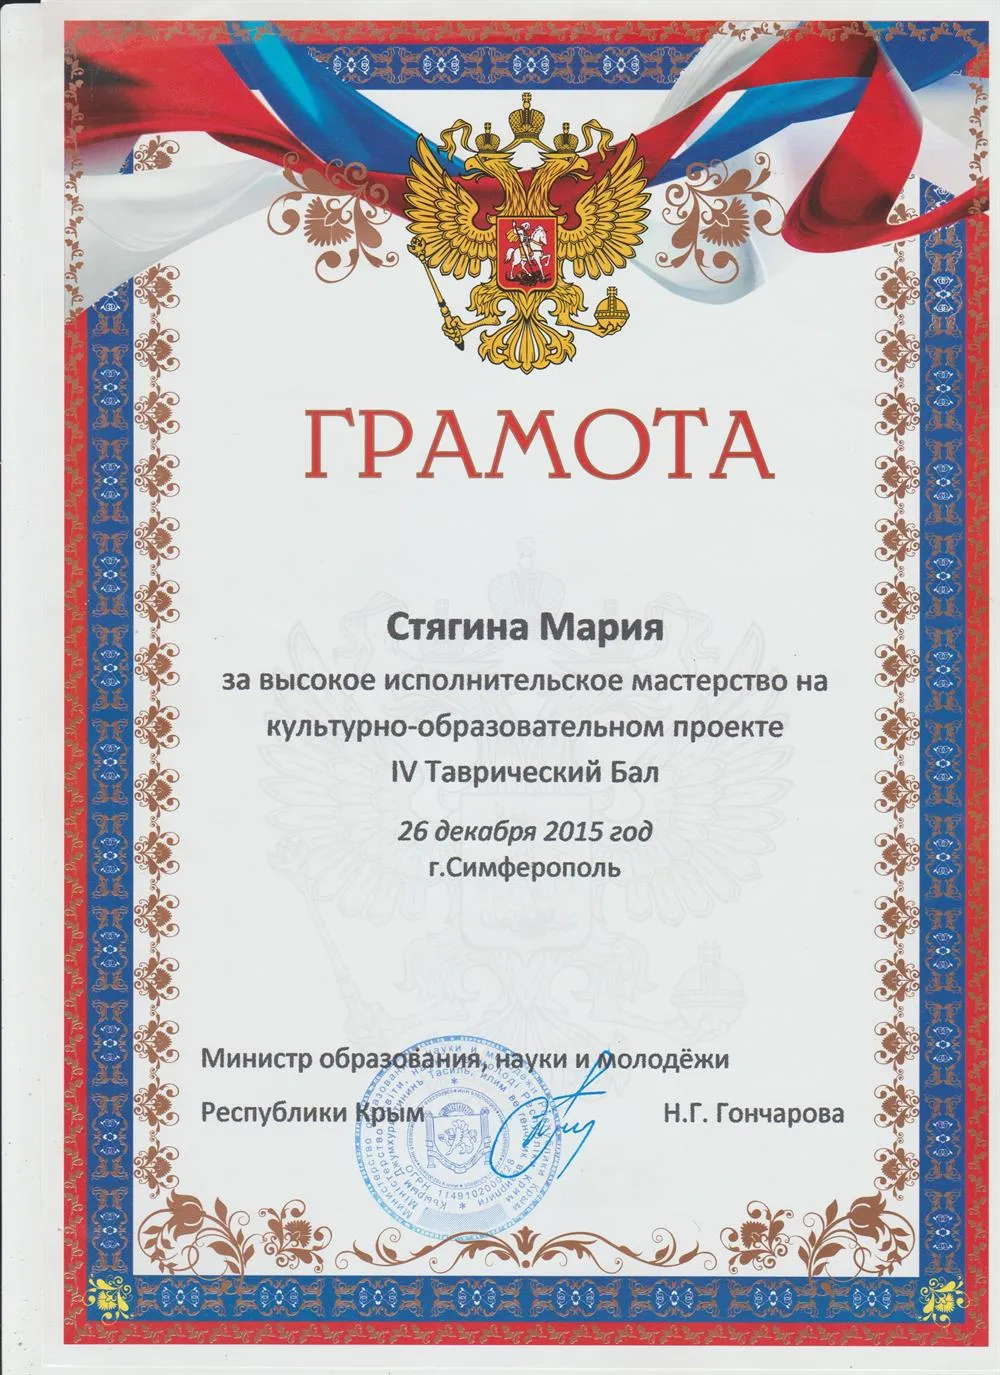 ГРАМОТА
Стягина Мария
за высокое исполнительское мастерство на
культурно-образовательном проекте
IV Таврический Бал
26 декабря 2015 год
г.Симферополь
Министр образования, науки и молодёжи
Республики Крым
Н.Г. Гончарова